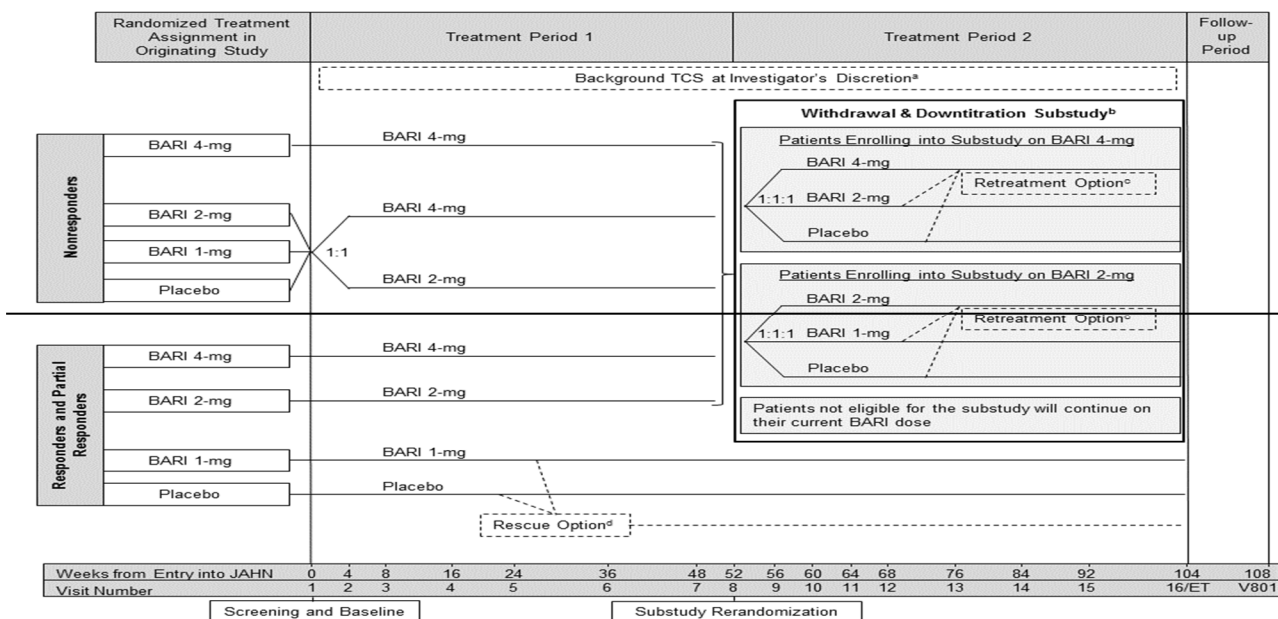 Randomized Treatment
Assignment in
Originating Study
Treatment Period 1
Treatment Period 2
Follow-
up
Period
Background TCS at Investigator's Discretionᵃ
Nonresponders
BARI 4-mg
BARI 2-mg
BARI 1-mg
Placebo
1:1
BARI 4-mg
BARI 4-mg
BARI 2-mg
Withdrawal & Downtitration Substudyᵇ
Patients Enrolling into Substudy on BARI 4-mg
BARI 4-mg
Retreatment Optionᶜ
1:1:1 BARI 2-mg
Placebo
Patients Enrolling into Substudy on BARI 2-mg
BARI 2-mg
Retreatment Optionᶜ
1:1:1 BARI 1-mg
Placebo
Patients not eligible for the substudy will continue on
their current BARI dose
Responders and Partial
Responders
BARI 4-mg
BARI 2-mg
BARI 1-mg
Placebo
BARI 4-mg
BARI 2-mg
BARI 1-mg
Placebo
Rescue Optionᵈ
Weeks from Entry into JAHN 0 4 8 16 24 36 48 52 56 60 64 68 76 84 92 104 108
Visit Number 1 2 3 4 5 6 7 8 9 10 11 12 13 14 15 16/ET V801
Screening and Baseline
Substudy Rerandomization